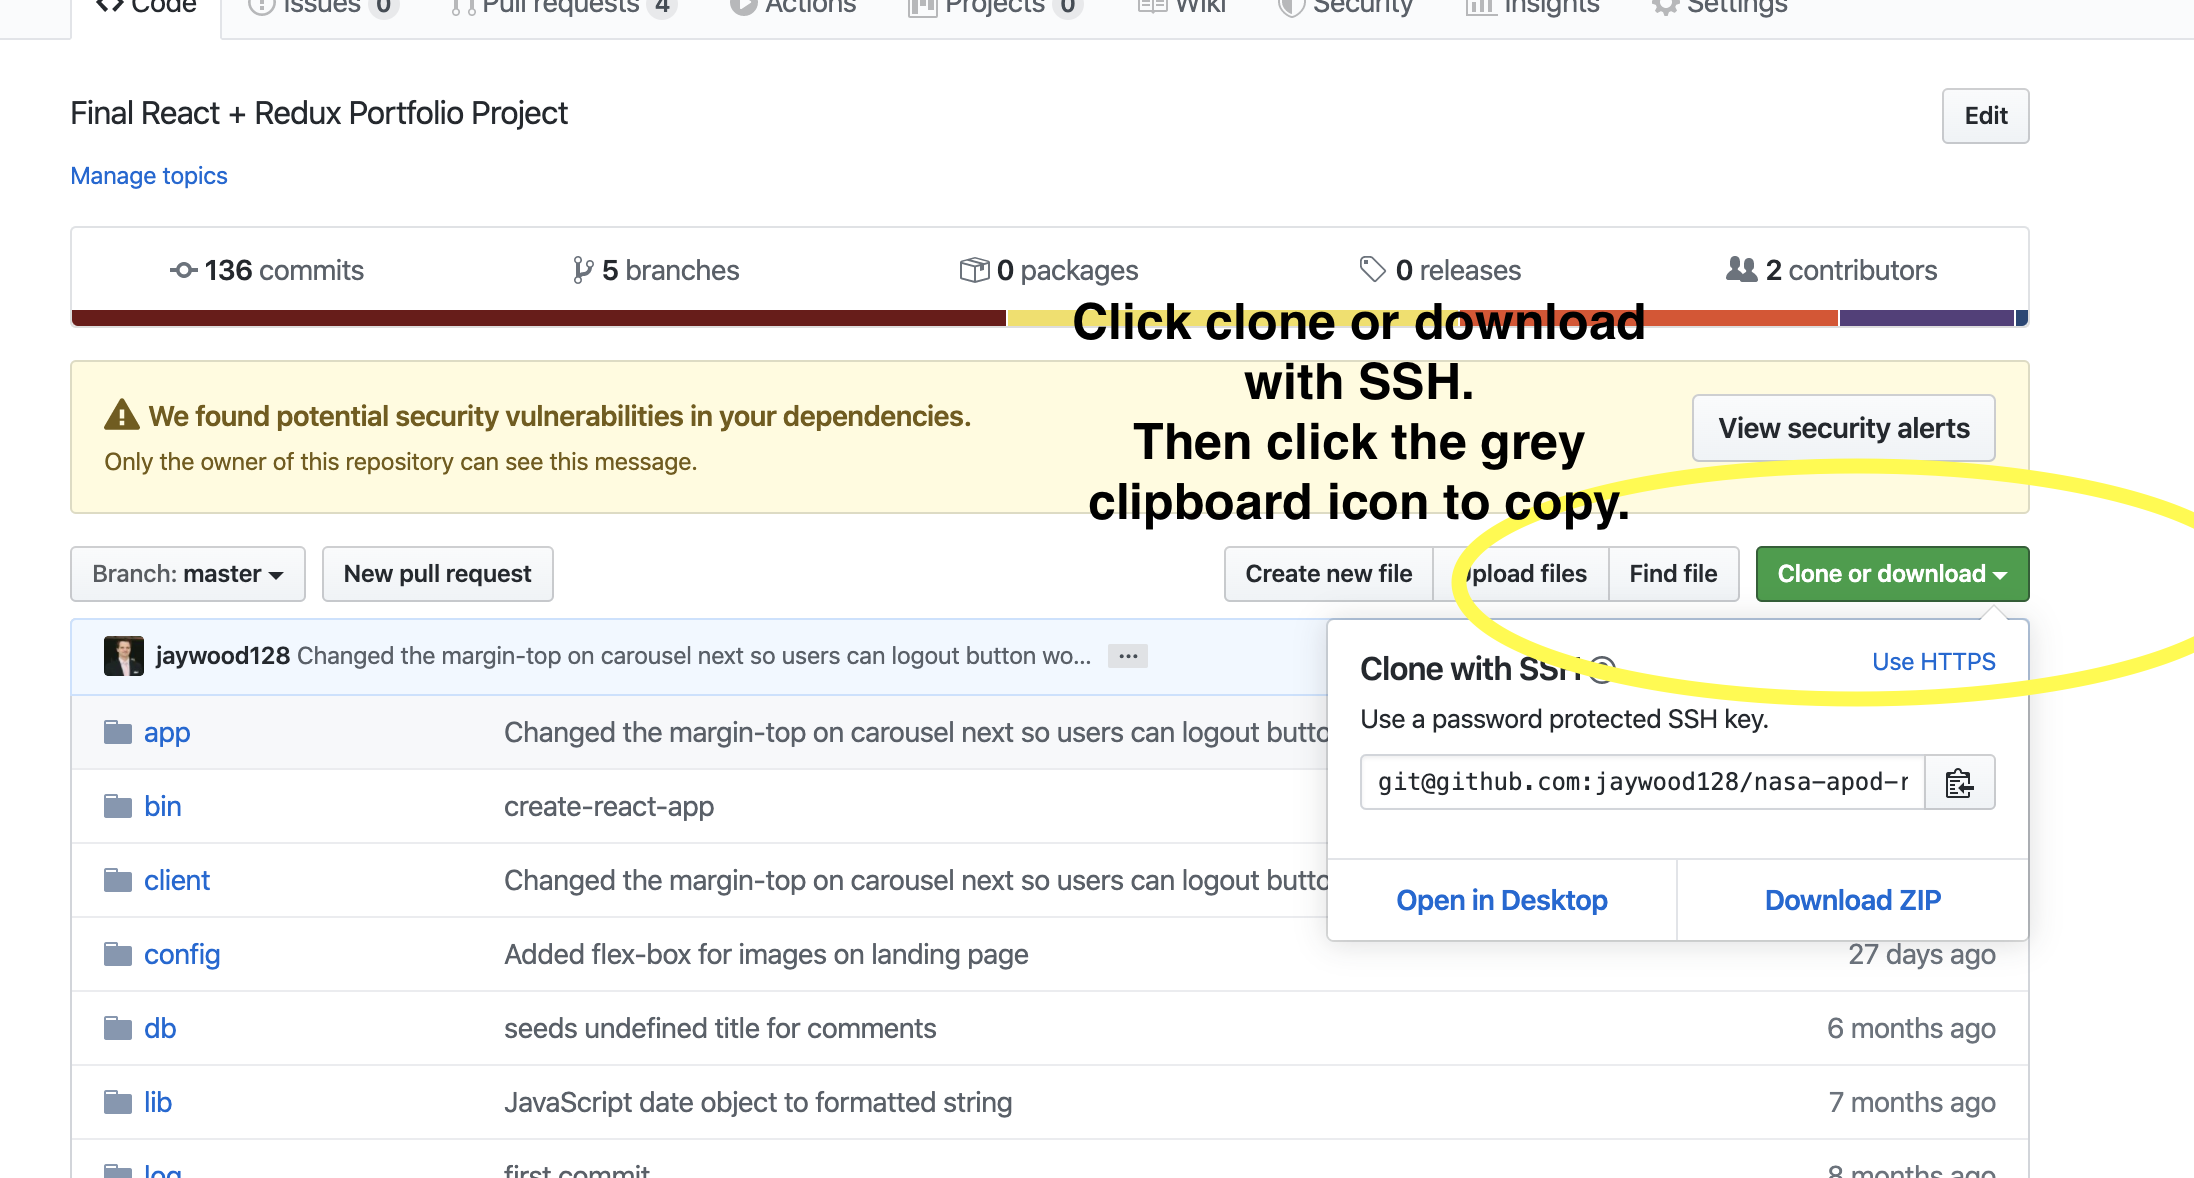 Code Issues 0 Pull requests 4 Actions Projects 0 Wiki Security Insights Settings
Final React + Redux Portfolio Project
Edit
Manage topics
136 commits 5 branches 0 packages 0 releases 2 contributors
Click clone or download
with SSH.
Then click the grey
clipboard icon to copy.
We found potential security vulnerabilities in your dependencies.
Only the owner of this repository can see this message.
View security alerts
Branch: master New pull request Create new file Upload files Find file Clone or download
jaywood128 Changed the margin-top on carousel next so users can logout button wo... ...
Clone with SSH Use HTTPS
Use a password protected SSH key.
git@github.com:jaywood128/nasa-apod-r
Open in Desktop Download ZIP
app Changed the margin-top on carousel next so users can logout butto
bin create-react-app
client Changed the margin-top on carousel next so users can logout butto
config Added flex-box for images on landing page 27 days ago
db seeds undefined title for comments 6 months ago
lib JavaScript date object to formatted string 7 months ago
log first commit 8 months ago